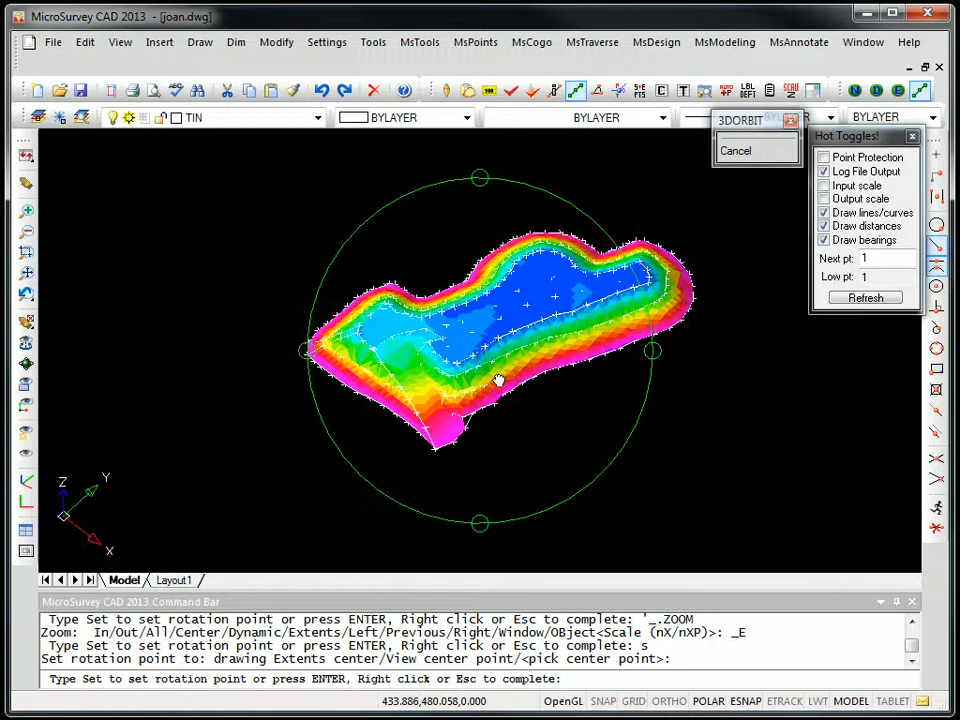 MicroSurvey CAD 2013 - [joan.dwg]
File Edit View Insert Draw Dim Modify Settings Tools MsTools MsPoints MsCogo MsTraverse MsDesign MsModeling MsAnnotate Window Help
TIN BYLAYER BYLAYER BYLAYER BYLAYER
3DORBIT
Cancel
Hot Toggles!
Point Protection
Log File Output
Input scale
Output scale
Draw lines/curves
Draw distances
Draw bearings
Next pt: 1
Low pt: 1
Refresh
Z
Y
X
Model Layout1
MicroSurvey CAD 2013 Command Bar
Type Set to set rotation point or press ENTER, Right click or Esc to complete: '_.ZOOM
Zoom: In/Out/All/Center/Dynamic/Extents/Left/Previous/Right/Window/OBject<Scale (nX/nXP)>: _E
Type Set to set rotation point or press ENTER, Right click or Esc to complete: s
Set rotation point to: drawing Extents center/View center point/<pick center point>:
Type Set to set rotation point or press ENTER, Right click or Esc to complete:
433.886,480.058,0.000 OpenGL SNAP GRID ORTHO POLAR ESNAP ETRACK LWT MODEL TABLET